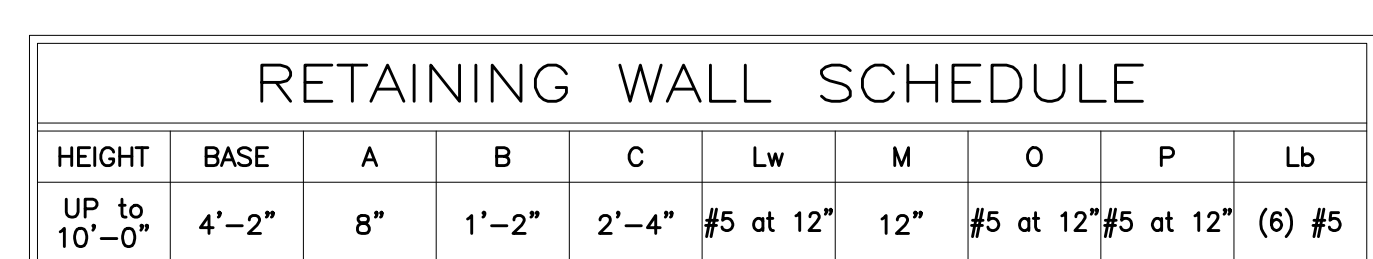 RETAINING WALL SCHEDULE
HEIGHT BASE A B C Lw M O P Lb
UP to
10'-0" 4'-2" 8" 1'-2" 2'-4" #5 at 12" 12" #5 at 12" #5 at 12" (6) #5